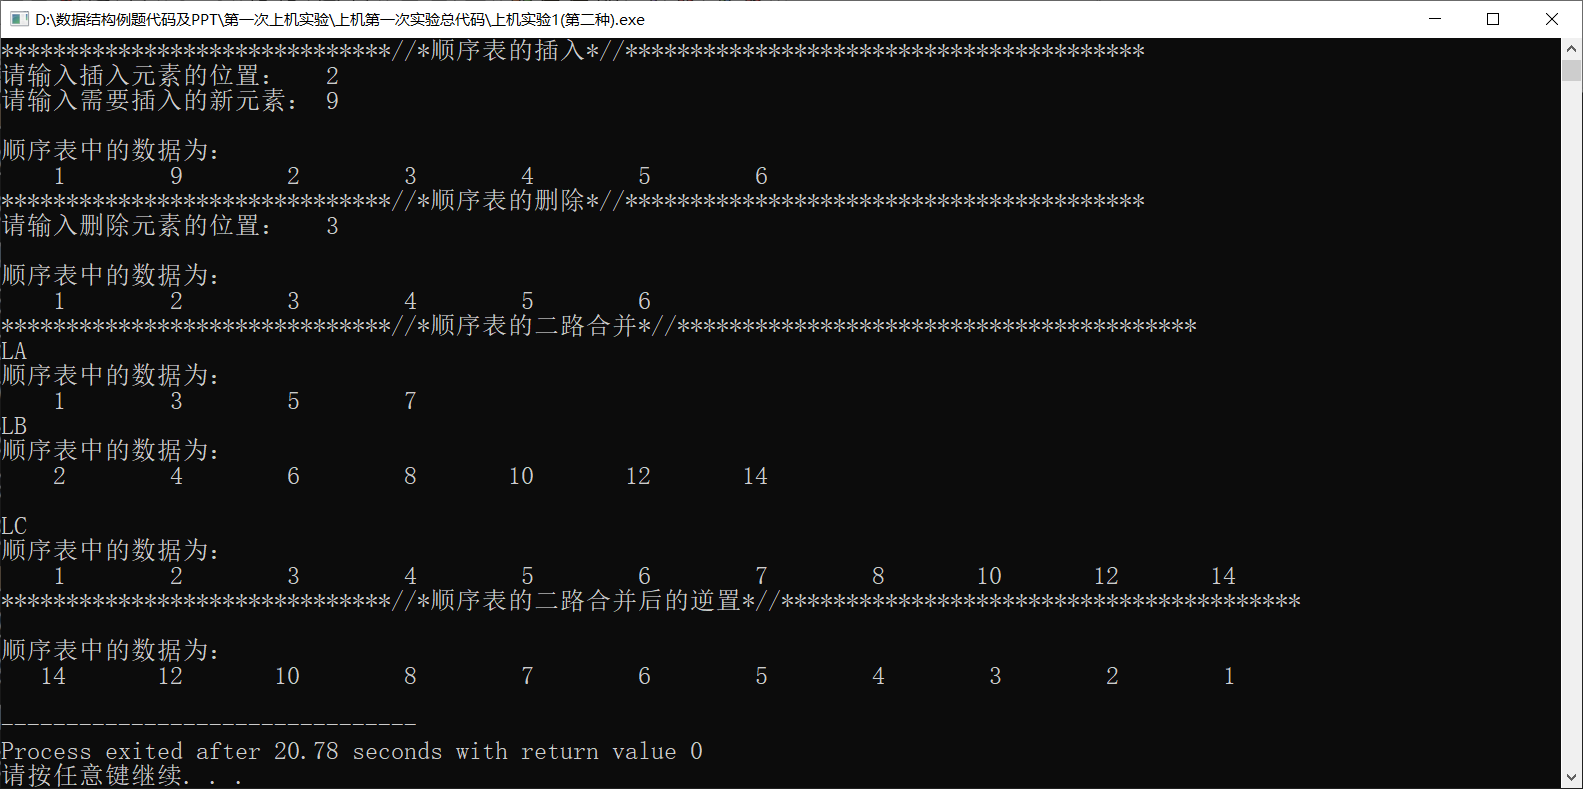 D:\数据结构例题代码及PPT\第一次上机实验\上机第一次实验总代码\上机实验1(第二种).exe
******************************//*顺序表的插入*//****************************************
请输入插入元素的位置:    2
请输入需要插入的新元素:  9
顺序表中的数据为:
    1        9        2        3        4        5        6
******************************//*顺序表的删除*//****************************************
请输入删除元素的位置:    3
顺序表中的数据为:
    1        2        3        4        5        6
******************************//*顺序表的二路合并*//****************************************
LA
顺序表中的数据为:
    1        3        5        7
LB
顺序表中的数据为:
    2        4        6        8       10       12       14
LC
顺序表中的数据为:
    1        2        3        4        5        6        7        8       10       12       14
******************************//*顺序表的二路合并后的逆置*//****************************************
顺序表中的数据为:
   14       12       10        8        7        6        5        4        3        2        1
--------------------------------
Process exited after 20.78 seconds with return value 0
请按任意键继续. . .